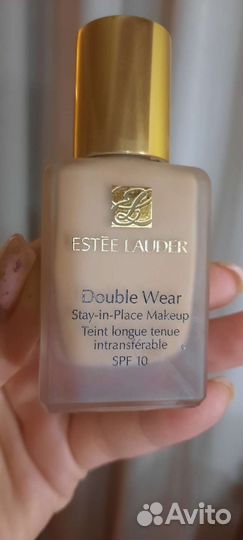 ESTĒE LAUDER
Double Wear
Stay-in-Place Makeup
Teint longue tenue
intransférable
SPF 10
Avito